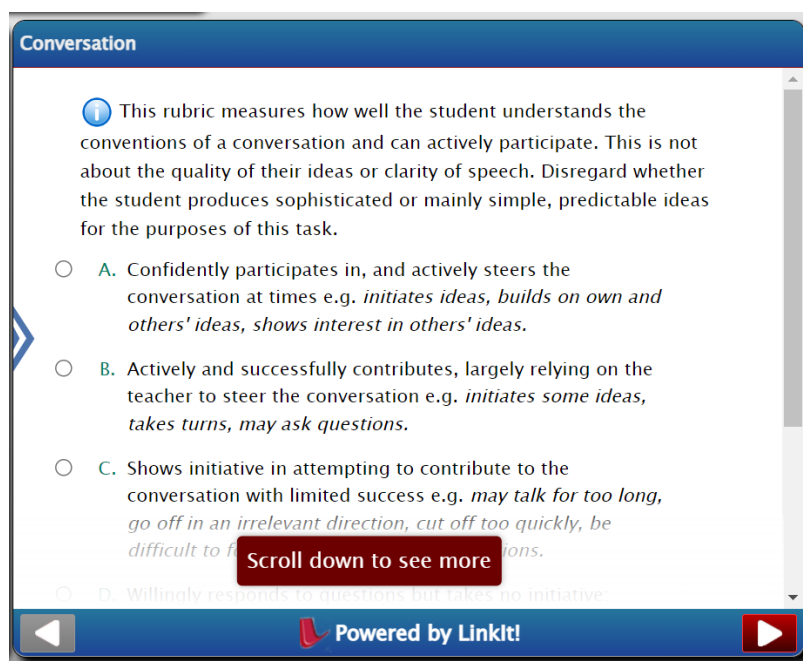 Conversation
This rubric measures how well the student understands the
conventions of a conversation and can actively participate. This is not
about the quality of their ideas or clarity of speech. Disregard whether
the student produces sophisticated or mainly simple, predictable ideas
for the purposes of this task.
A. Confidently participates in, and actively steers the
conversation at times e.g. initiates ideas, builds on own and
others' ideas, shows interest in others' ideas.
B. Actively and successfully contributes, largely relying on the
teacher to steer the conversation e.g. initiates some ideas,
takes turns, may ask questions.
C. Shows initiative in attempting to contribute to the
conversation with limited success e.g. may talk for too long,
go off in an irrelevant direction, cut off too quickly, be
difficult to
Scroll down to see more
D. Willingly responds to questions but takes no initiative
Powered by LinkIt!